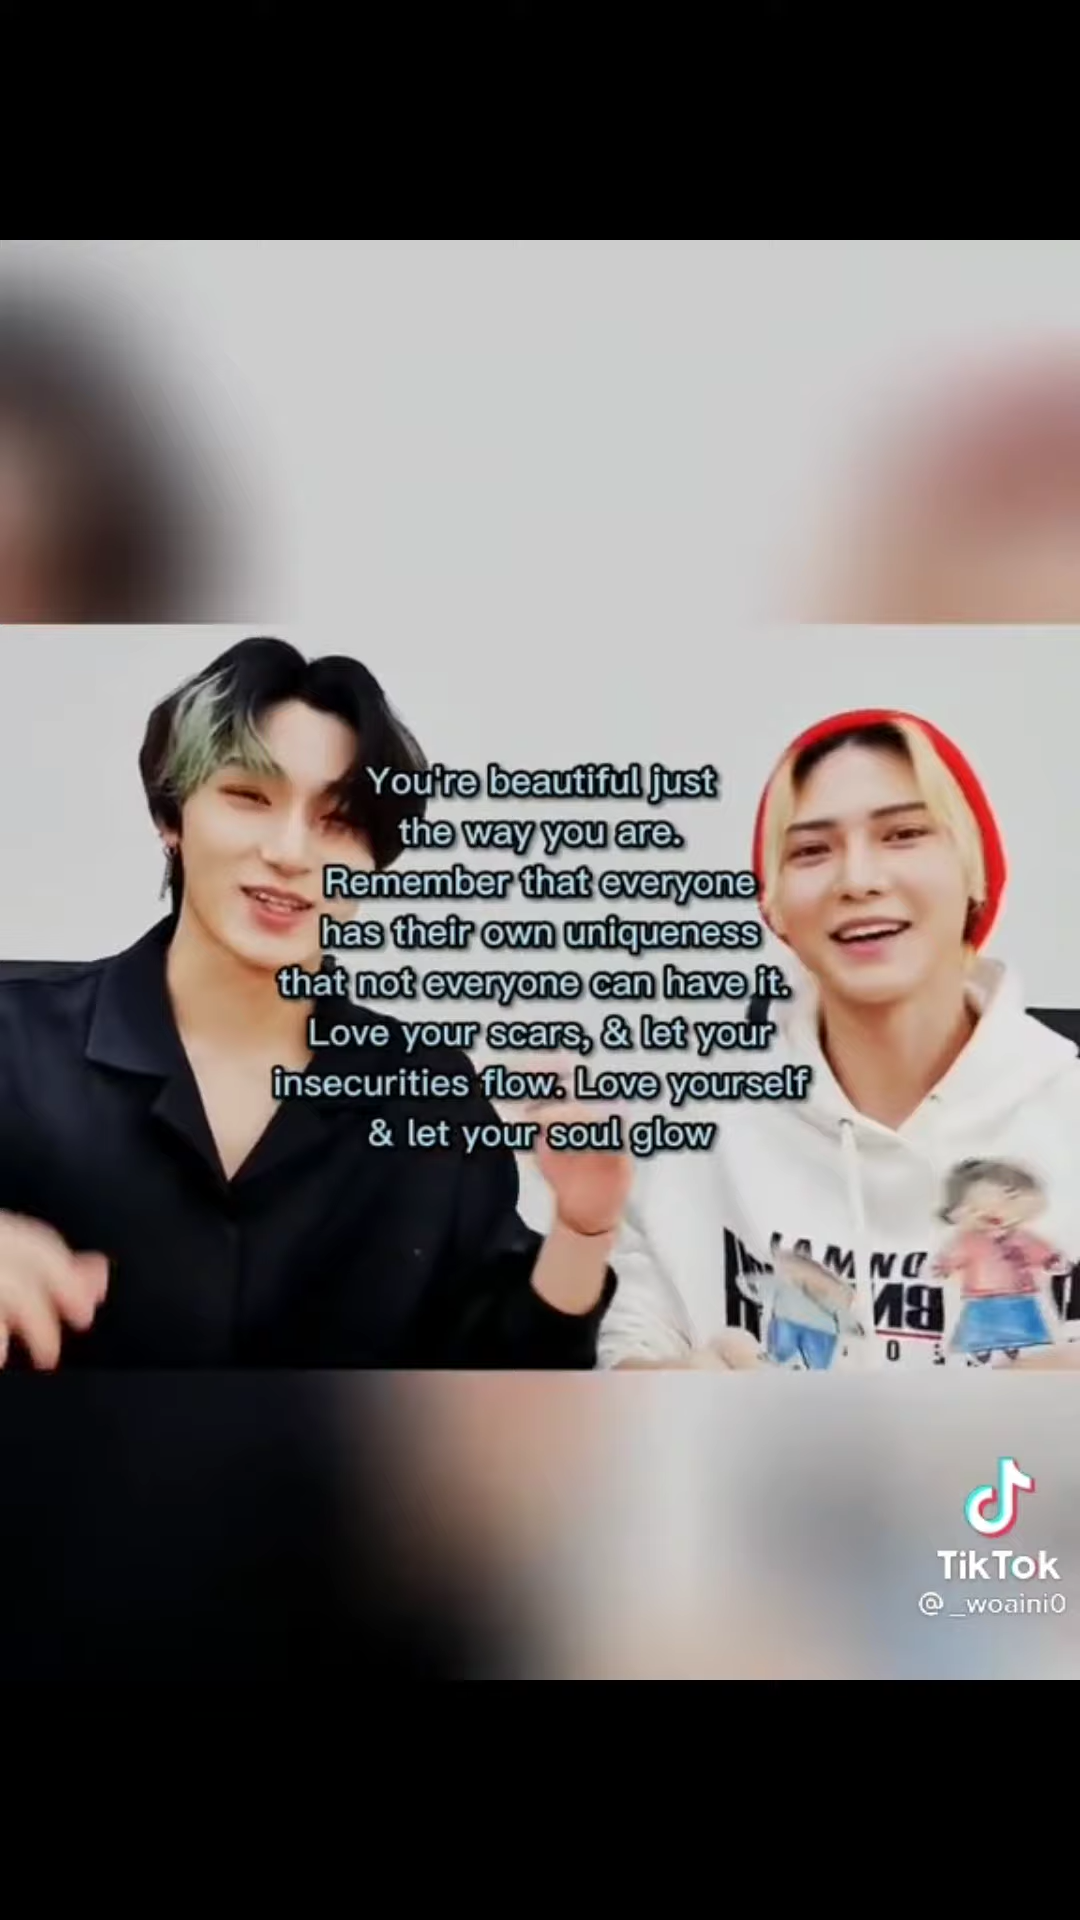 You're beautiful just
the way you are.
Remember that everyone
has their own uniqueness
that not everyone can have it.
Love your scars, & let your
insecurities flow. Love yourself
& let your soul glow
TikTok
@_woaini0